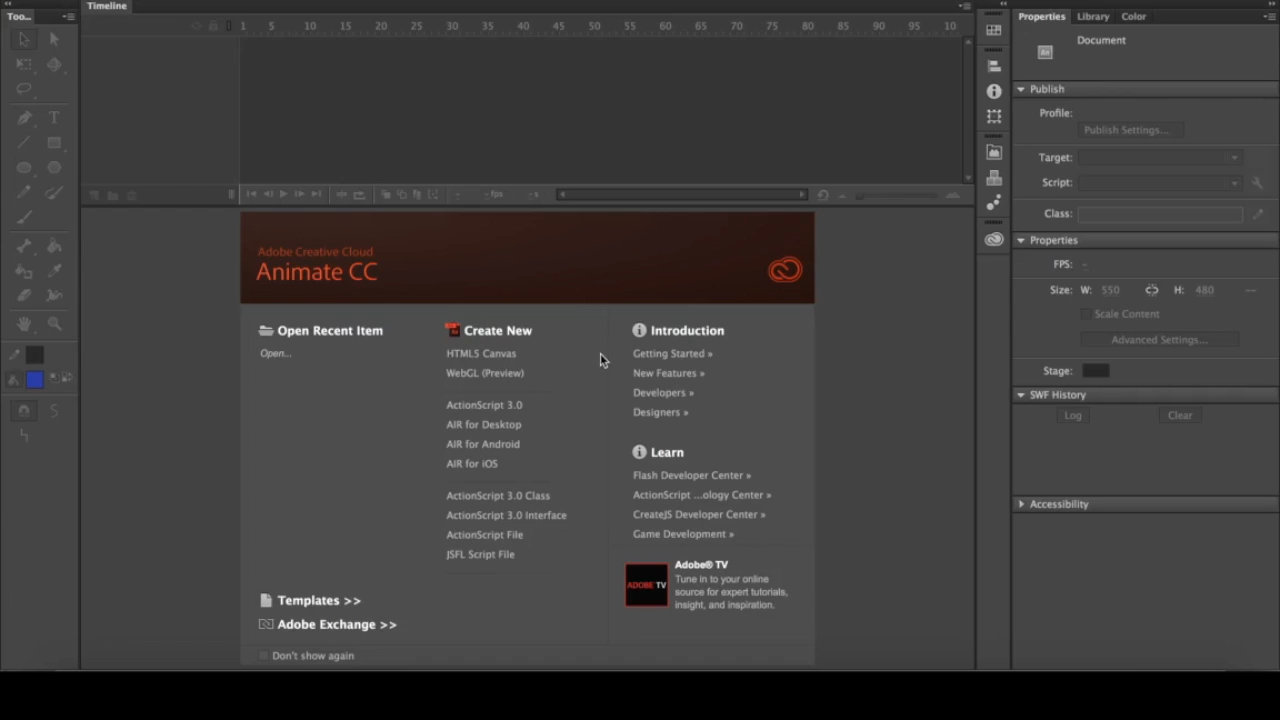 Too...
Timeline
1 5 10 15 20 25 30 35 40 45 50 55 60 65 70 75 80 85 90 95 10
fps s
Adobe Creative Cloud
Animate CC
Open Recent Item
Open...
Templates >>
Adobe Exchange >>
Don't show again
Create New
HTML5 Canvas
WebGL (Preview)
ActionScript 3.0
AIR for Desktop
AIR for Android
AIR for iOS
ActionScript 3.0 Class
ActionScript 3.0 Interface
ActionScript File
JSFL Script File
Introduction
Getting Started »
New Features »
Developers »
Designers »
Learn
Flash Developer Center »
ActionScript ...ology Center »
CreateJS Developer Center »
Game Development »
ADOBE TV
Adobe® TV
Tune in to your online
source for expert tutorials,
insight, and inspiration.
Properties Library Color
An
Document
Publish
Profile:
Publish Settings...
Target:
Script:
Class:
Properties
FPS: -
Size: W: 550 H: 480 --
Scale Content
Advanced Settings...
Stage:
SWF History
Log Clear
Accessibility